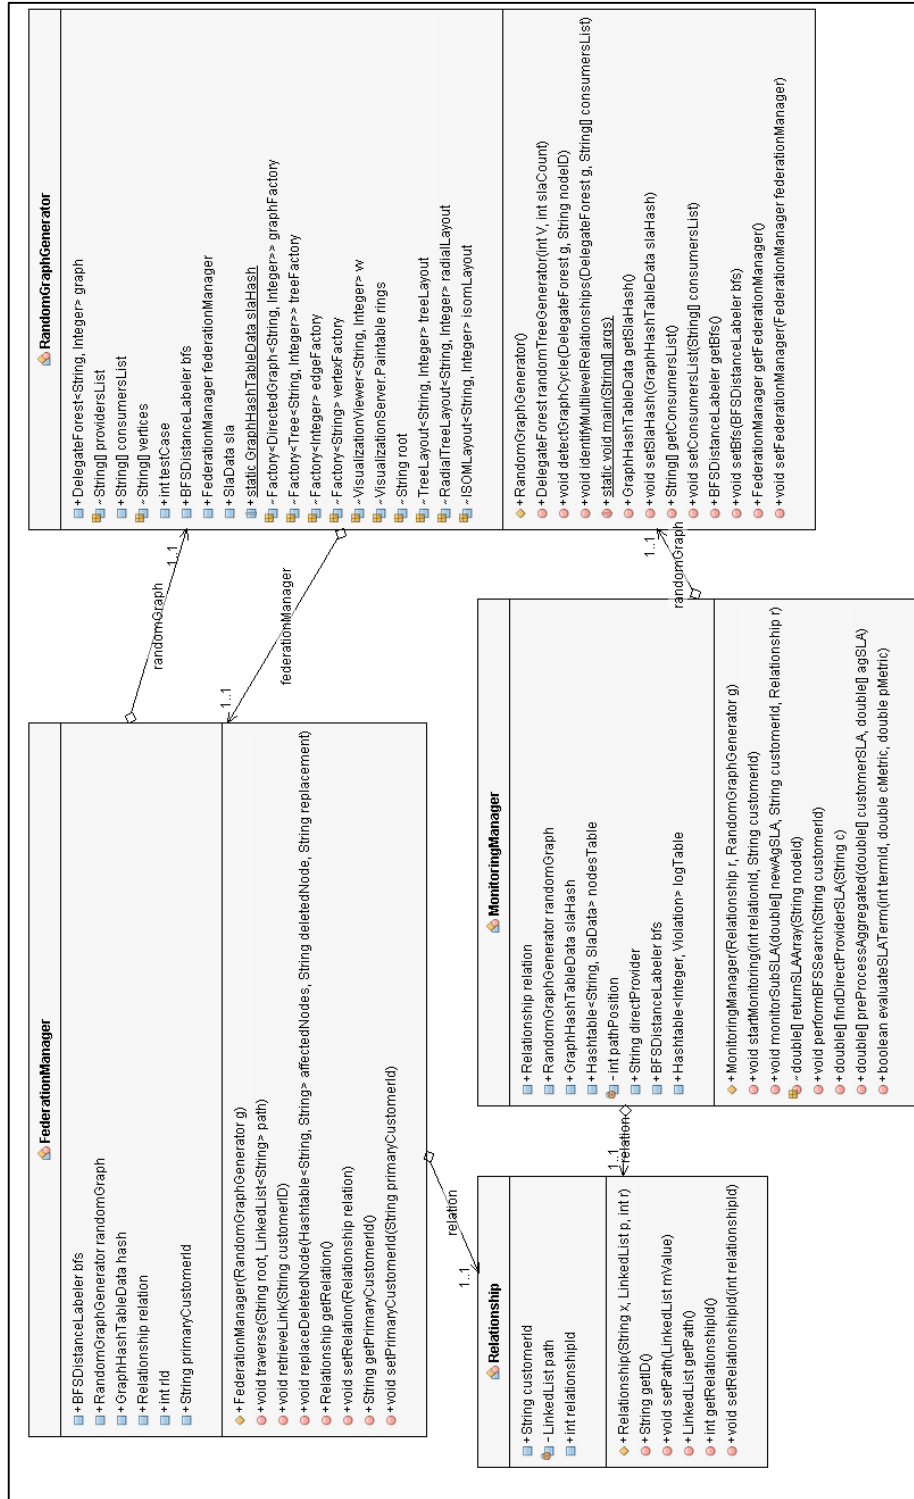 RandomGraphGenerator
+ DelegateForest<String, Integer> graph
~ String[] providersList
+ String[] consumersList
~ String[] vertices
+ int testCase
+ BFSDistanceLabeler bfs
+ FederationManager federationManager
+ SlaData sla
+ static GraphHashTableData slaHash
~ Factory<DirectedGraph<String, Integer>> graphFactory
~ Factory<Tree<String, Integer>> treeFactory
~ Factory<Integer> edgeFactory
~ Factory<String> vertexFactory
~ VisualizationViewer<String, Integer> vv
~ VisualizationServer.Paintable rings
~ String root
~ TreeLayout<String, Integer> treeLayout
~ RadialTreeLayout<String, Integer> radialLayout
~ ISOMLayout<String, Integer> isomLayout
+ RandomGraphGenerator()
+ DelegateForest randomTreeGenerator(int V, int slaCount)
+ void detectGraphCycle(DelegateForest g, String nodeID)
+ void identifyMultilevelRelationships(DelegateForest g, String[] consumersList)
+ static void main(String[] args)
+ GraphHashTableData getSlaHash()
+ void setSlaHash(GraphHashTableData slaHash)
+ String[] getConsumersList()
+ void setConsumersList(String[] consumersList)
+ BFSDistanceLabeler getBfs()
+ void setBfs(BFSDistanceLabeler bfs)
+ FederationManager getFederationManager()
+ void setFederationManager(FederationManager federationManager)
randomGraph
1..1
federationManager
1..1
randomGraph
1..1
FederationManager
+ BFSDistanceLabeler bfs
+ RandomGraphGenerator randomGraph
+ GraphHashTableData hash
+ Relationship relation
+ int rId
+ String primaryCustomerId
+ FederationManager(RandomGraphGenerator g)
+ void traverse(String root, LinkedList<String> path)
+ void retrieveLink(String customerID)
+ void replaceDeletedNode(Hashtable<String, String> affectedNodes, String deletedNode, String replacement)
+ Relationship getRelation()
+ void setRelation(Relationship relation)
+ String getPrimaryCustomerId()
+ void setPrimaryCustomerId(String primaryCustomerId)
MonitoringManager
+ Relationship relation
+ RandomGraphGenerator randomGraph
+ GraphHashTableData slaHash
+ Hashtable<String, SlaData> nodesTable
- int pathPosition
+ String directProvider
+ BFSDistanceLabeler bfs
+ Hashtable<Integer, Violation> logTable
+ MonitoringManager(Relationship r, RandomGraphGenerator g)
+ void startMonitoring(int relationId, String customerId)
+ void monitorSubSLA(double[] newAgSLA, String customerId, Relationship r)
~ double[] returnSLAArray(String nodeId)
+ void performBFSSearch(String customerId)
+ double[] findDirectProviderSLA(String c)
+ double[] preProcessAggregated(double[] customerSLA, double[] agSLA)
+ boolean evaluateSLATerm(int termId, double cMetric, double pMetric)
relation
1..1
relation
1..1
Relationship
+ String customerId
- LinkedList path
+ int relationshipId
+ Relationship(String x, LinkedList p, int r)
+ String getID()
+ void setPath(LinkedList mValue)
+ LinkedList getPath()
+ int getRelationshipId()
+ void setRelationshipId(int relationshipId)